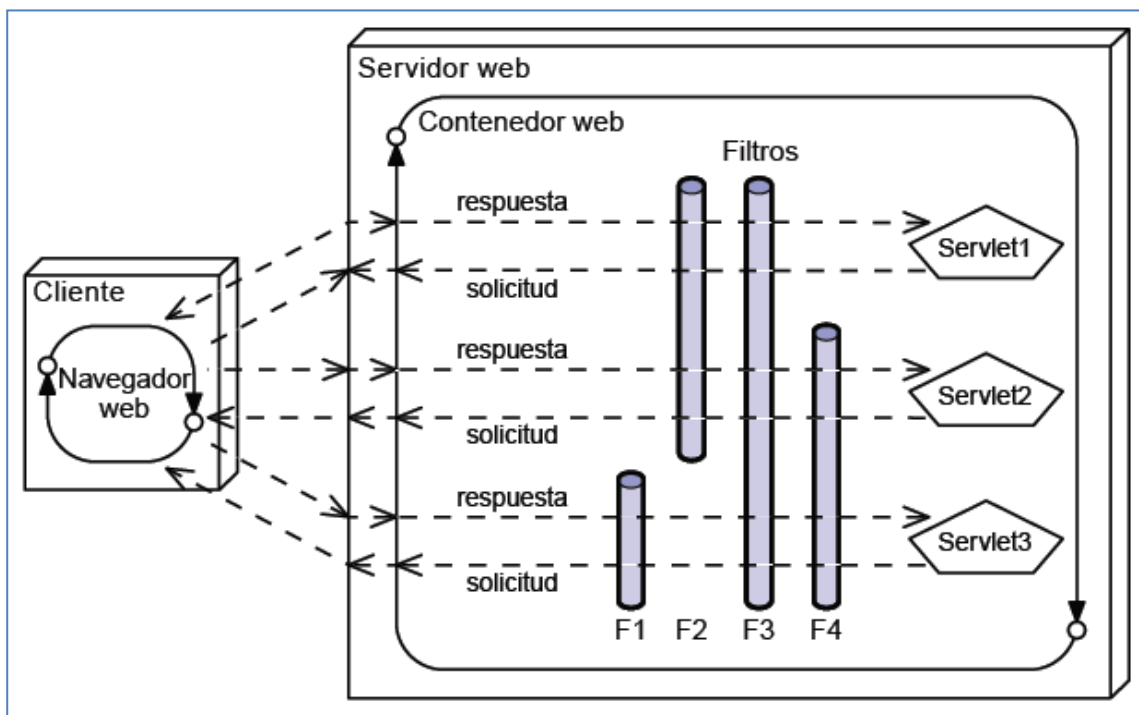 Servidor web
Contenedor web
Filtros
respuesta
Servlet1
solicitud
Cliente
Navegador
web
respuesta
Servlet2
solicitud
respuesta
Servlet3
solicitud
F1 F2 F3 F4